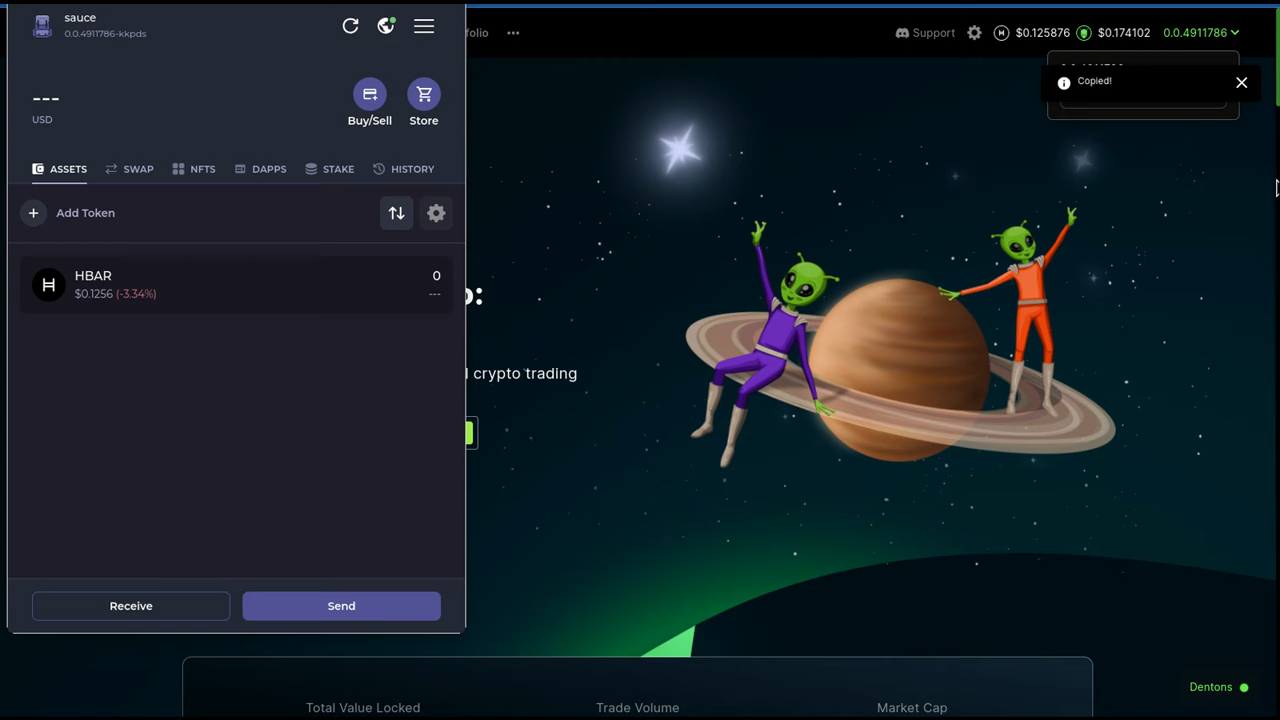 sauce
0.0.4911786-kkpds
---
USD
Buy/Sell
Store
ASSETS
SWAP
NFTS
DAPPS
STAKE
HISTORY
Add Token
HBAR
$0.1256 (-3.34%)
0
---
Receive
Send
folio
•••
Support
$0.125876
$0.174102
0.0.4911786
Copied!
o:
l crypto trading
Total Value Locked
Trade Volume
Market Cap
Dentons